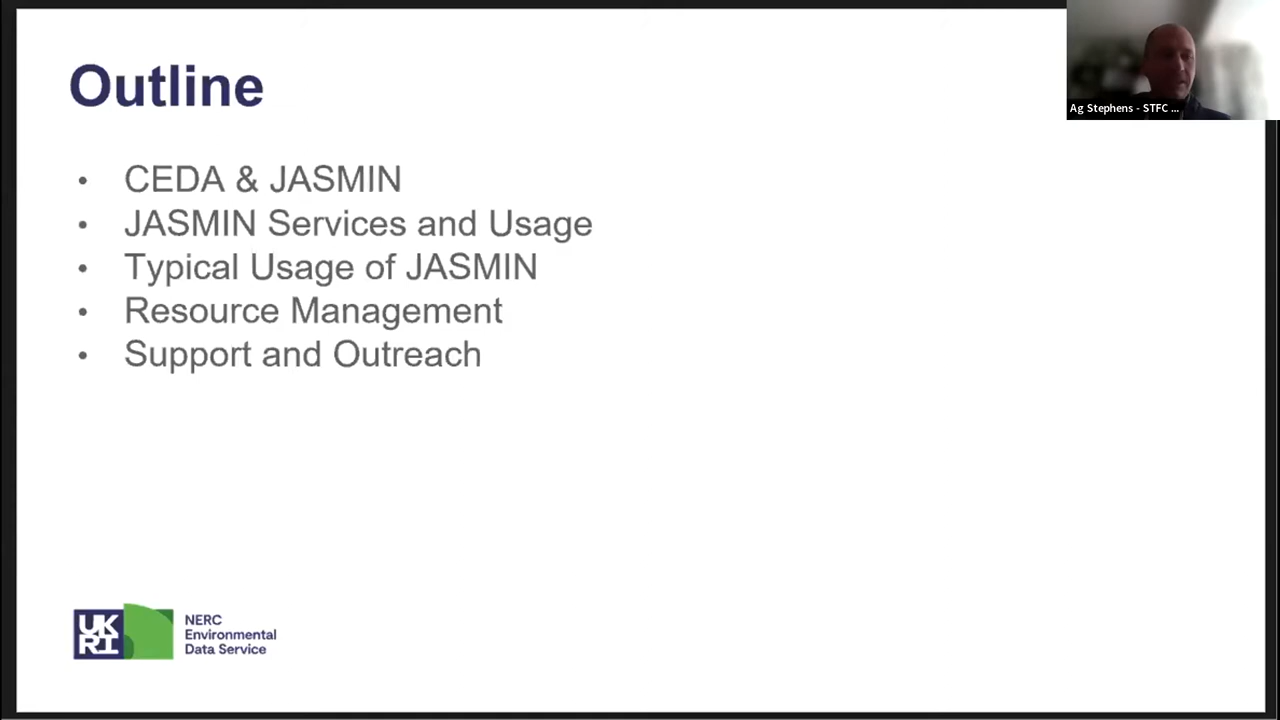 Outline
Ag Stephens - STFC ...
• CEDA & JASMIN
• JASMIN Services and Usage
• Typical Usage of JASMIN
• Resource Management
• Support and Outreach
UK
RI
NERC
Environmental
Data Service